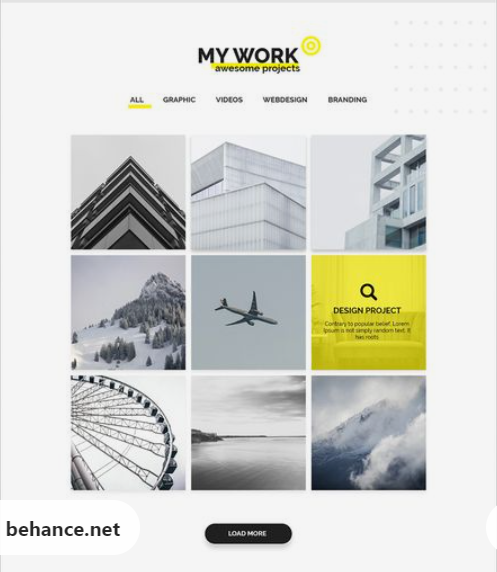 MY WORK
awesome projects
ALL GRAPHIC VIDEOS WEBDESIGN BRANDING
DESIGN PROJECT
Contrary to popular belief, Lorem
Ipsum is not simply random text. It
has roots
behance.net
LOAD MORE